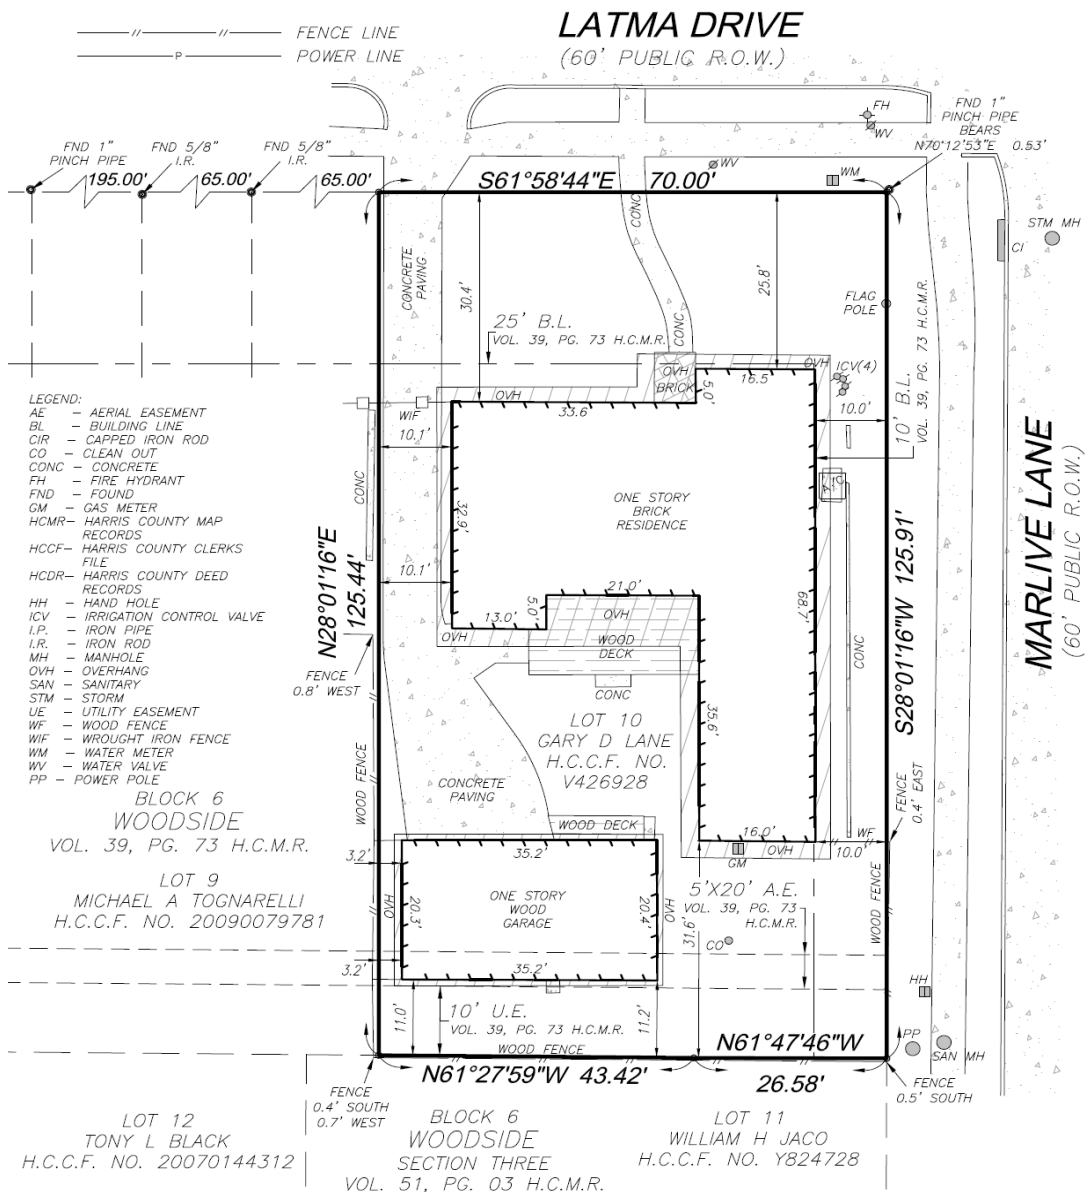 LATMA DRIVE
(60' PUBLIC R.O.W.)
FENCE LINE
P
POWER LINE
FH
WV
WV
WM
FND 1"
PINCH PIPE
BEARS
N70°12'53"E 0.53'
FND 1"
PINCH PIPE
FND 5/8"
I.R.
FND 5/8"
I.R.
195.00'
65.00'
65.00'
S61°58'44"E 70.00'
STM MH
CI
CONC
CONCRETE
PAVING
30.4'
25.8'
FLAG
POLE
CONC
25' B.L.
VOL. 39, PG. 73 H.C.M.R.
10' B.L.
VOL. 39, PG. 73 H.C.M.R.
OVH
BRICK
OVH
ICV(4)
OVH
16.5
5.0'
33.6
WIF
10.1'
10.0'
LEGEND:
AE – AERIAL EASEMENT
BL – BUILDING LINE
CIR – CAPPED IRON ROD
CO – CLEAN OUT
CONC – CONCRETE
FH – FIRE HYDRANT
FND – FOUND
GM – GAS METER
HCMR– HARRIS COUNTY MAP
RECORDS
HCCF– HARRIS COUNTY CLERKS
FILE
HCDR– HARRIS COUNTY DEED
RECORDS
HH – HAND HOLE
ICV – IRRIGATION CONTROL VALVE
I.P. – IRON PIPE
I.R. – IRON ROD
MH – MANHOLE
OVH – OVERHANG
SAN – SANITARY
STM – STORM
UE – UTILITY EASEMENT
WF – WOOD FENCE
WIF – WROUGHT IRON FENCE
WM – WATER METER
WV – WATER VALVE
PP – POWER POLE
CONC
N28°01'16"E
125.44'
32.9'
ONE STORY
BRICK
RESIDENCE
A/C
MARLIVE LANE
(60' PUBLIC R.O.W.)
S28°01'16"W 125.91'
10.1'
21.0'
5.0'
13.0'
OVH
OVH
WOOD
DECK
CONC
68.7'
CONC
FENCE
0.8' WEST
35.6'
LOT 10
GARY D LANE
H.C.C.F. NO.
V426928
WOOD FENCE
CONCRETE
PAVING
WOOD DECK
FENCE
0.4' EAST
16.0'
OVH
GM
WF
10.0'
BLOCK 6
WOODSIDE
VOL. 39, PG. 73 H.C.M.R.
LOT 9
MICHAEL A TOGNARELLI
H.C.C.F. NO. 20090079781
3.2'
OVH
35.2'
20.3'
ONE STORY
WOOD
GARAGE
20.4'
OVH
31.6'
5'X20' A.E.
VOL. 39, PG. 73
H.C.M.R.
CO
WOOD FENCE
3.2'
35.2'
HH
11.0'
10' U.E.
VOL. 39, PG. 73 H.C.M.R.
11.2'
WOOD FENCE
N61°47'46"W
PP
SAN MH
N61°27'59"W 43.42'
26.58'
FENCE
0.4' SOUTH
0.7' WEST
FENCE
0.5' SOUTH
LOT 12
TONY L BLACK
H.C.C.F. NO. 20070144312
BLOCK 6
WOODSIDE
SECTION THREE
VOL. 51, PG. 03 H.C.M.R.
LOT 11
WILLIAM H JACO
H.C.C.F. NO. Y824728